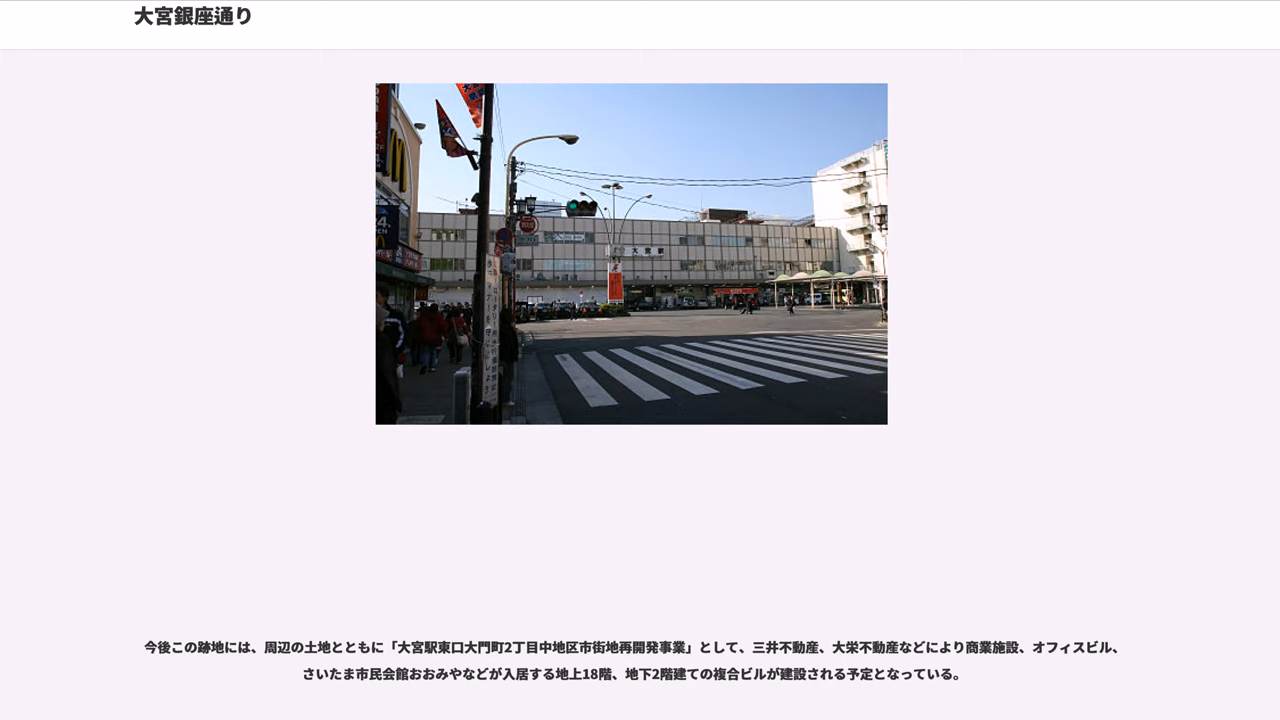 大宮銀座通り
大宮駅
今後この跡地には、周辺の土地とともに「大宮駅東口大門町2丁目中地区市街地再開発事業」として、三井不動産、大栄不動産などにより商業施設、オフィスビル、
さいたま市民会館おおみやなどが入居する地上18階、地下2階建ての複合ビルが建設される予定となっている。